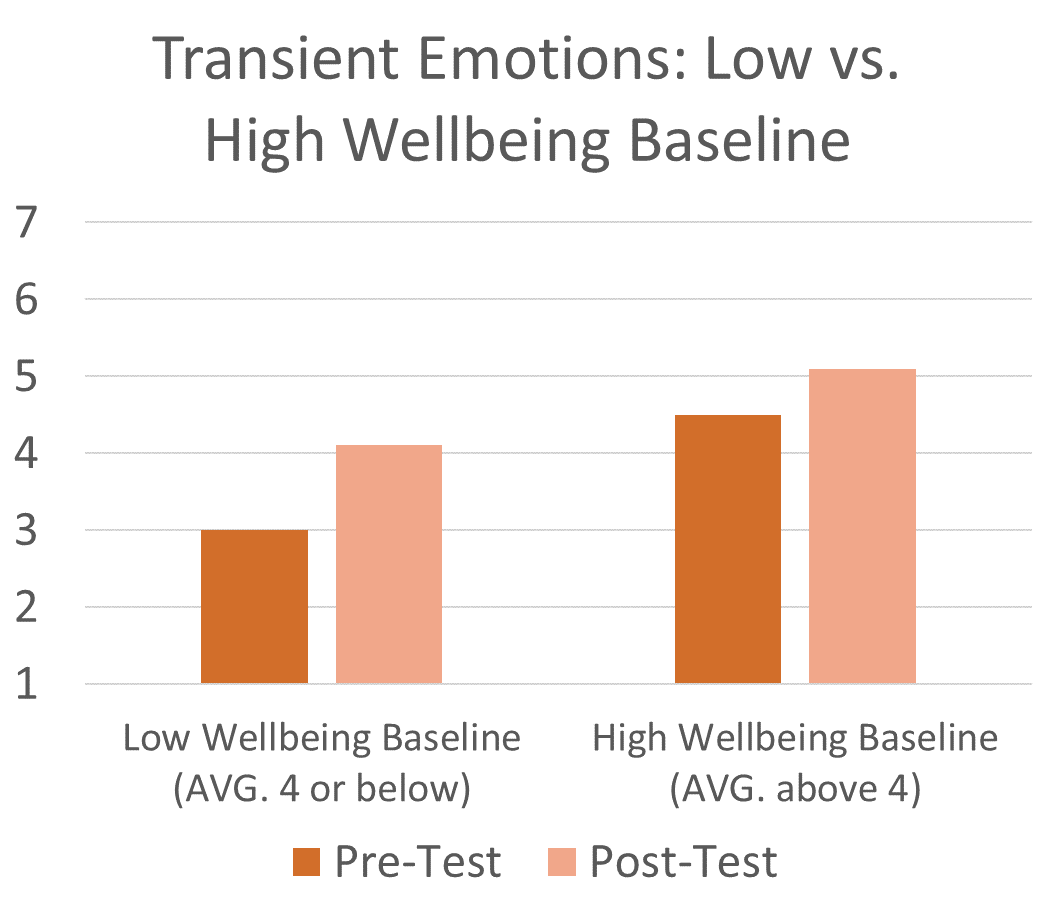 Transient Emotions: Low vs.
High Wellbeing Baseline
7
6
5
4
3
2
1
Low Wellbeing Baseline
(AVG. 4 or below)
High Wellbeing Baseline
(AVG. above 4)
Pre-Test
Post-Test